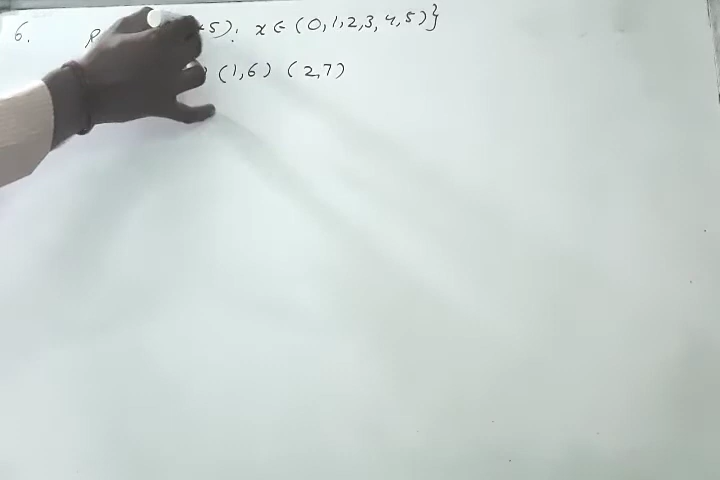 6. R +5): x ∈ (0,1,2,3,4,5)}
(1,6) (2,7)